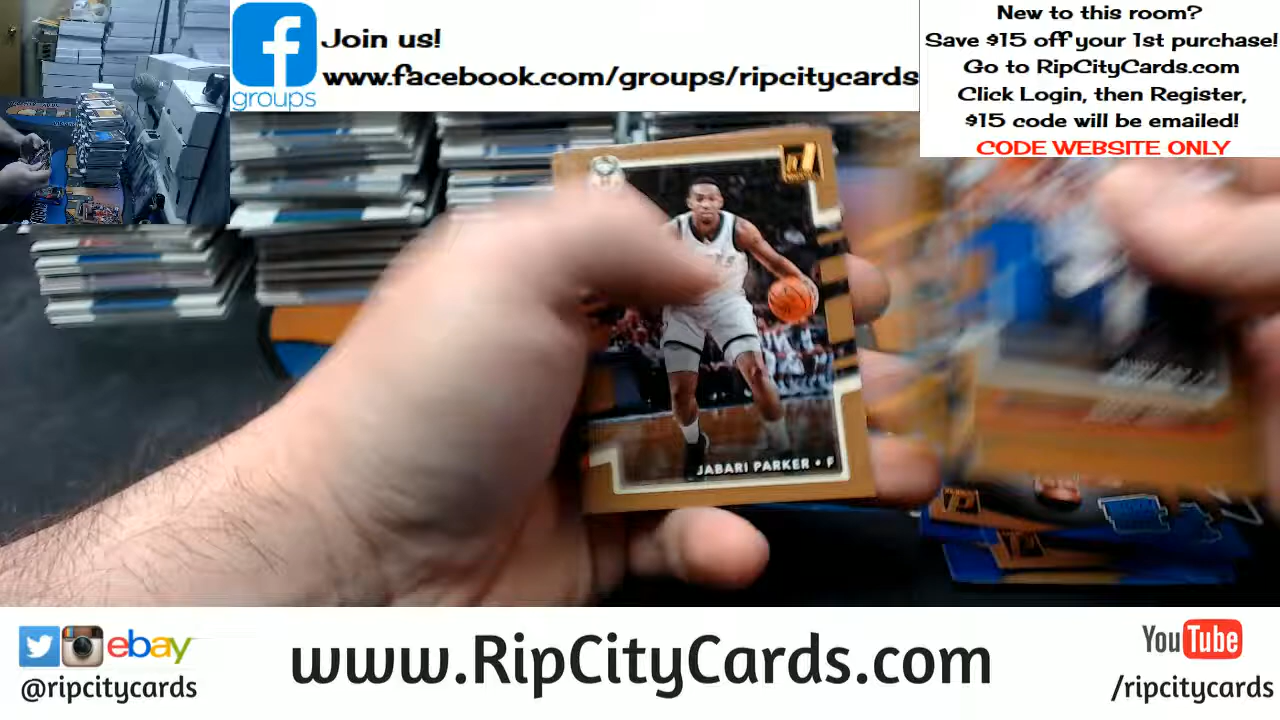 groups
Join us!
www.facebook.com/groups/ripcitycards
New to this room?
Save $15 off your 1st purchase!
Go to RipCityCards.com
Click Login, then Register,
$15 code will be emailed!
CODE WEBSITE ONLY
JABARI PARKER • F
ebay
@ripcitycards
www.RipCityCards.com
YouTube
/ripcitycards